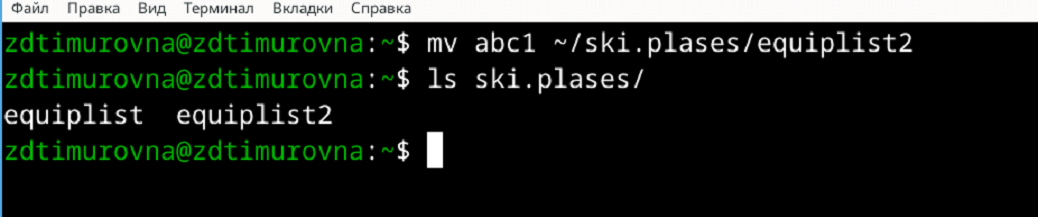 Файл Правка Вид Терминал Вкладки Справка
zdtimurovna@zdtimurovna:~$ mv abc1 ~/ski.plases/equiplist2
zdtimurovna@zdtimurovna:~$ ls ski.plases/
equiplist  equiplist2
zdtimurovna@zdtimurovna:~$